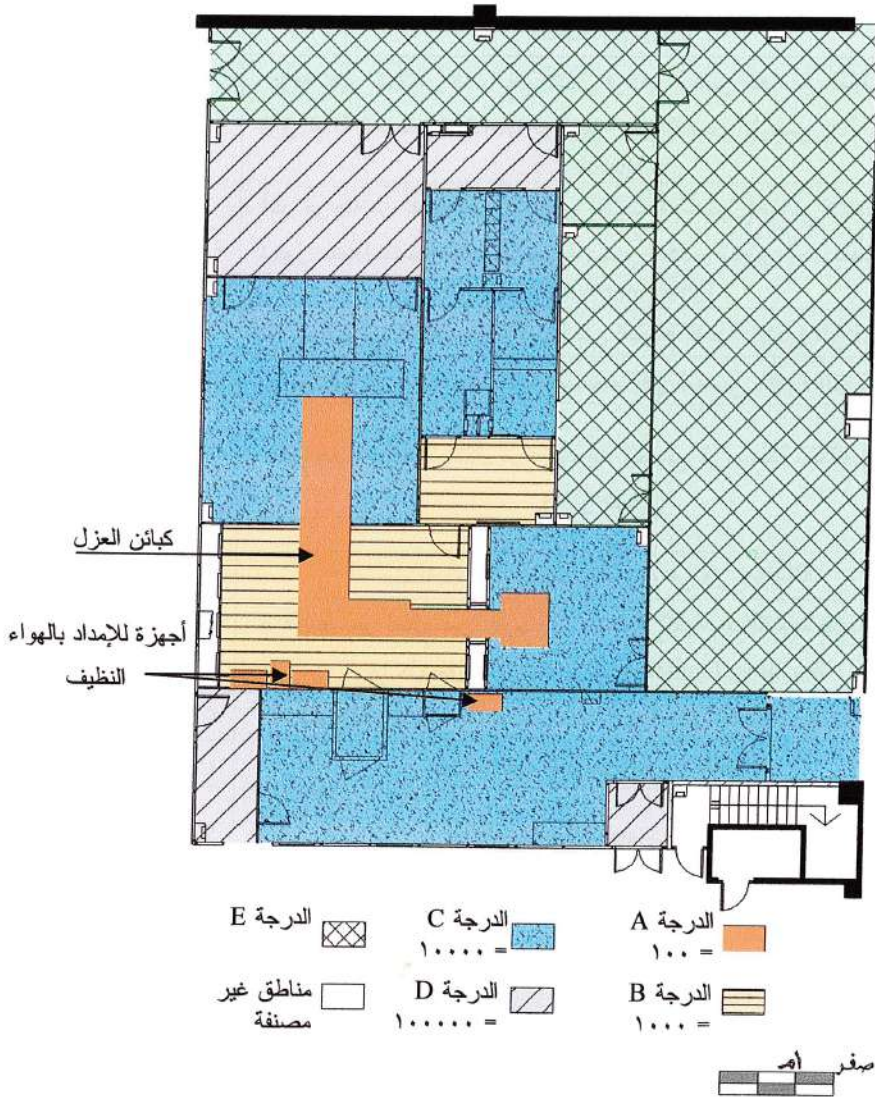 كبائن العزل
أجهزة للإمداد بالهواء
النظيف
الدرجة A
= ١٠٠
الدرجة C
= ١٠٠٠٠
الدرجة E
الدرجة B
= ١٠٠٠
الدرجة D
= ١٠٠٠٠٠
مناطق غير
مصنفة
صفر ١م